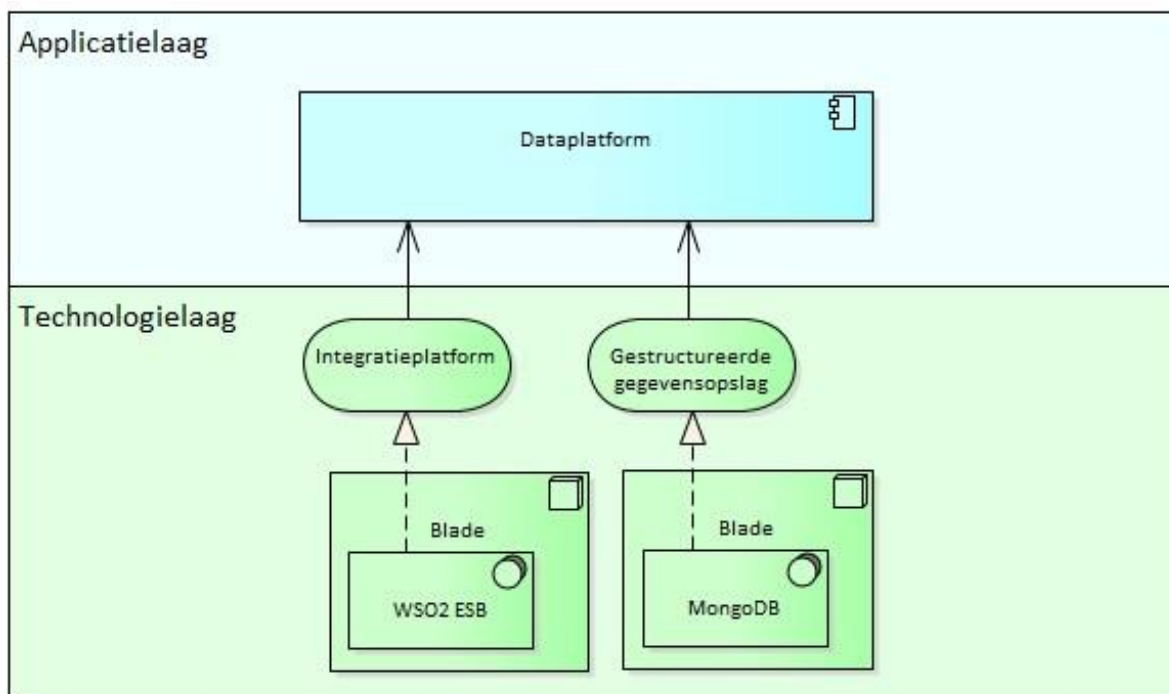 Applicatielaag
Dataplatform
Technologielaag
Integratieplatform
Gestructureerde
gegevensopslag
Blade
Blade
WSO2 ESB
MongoDB